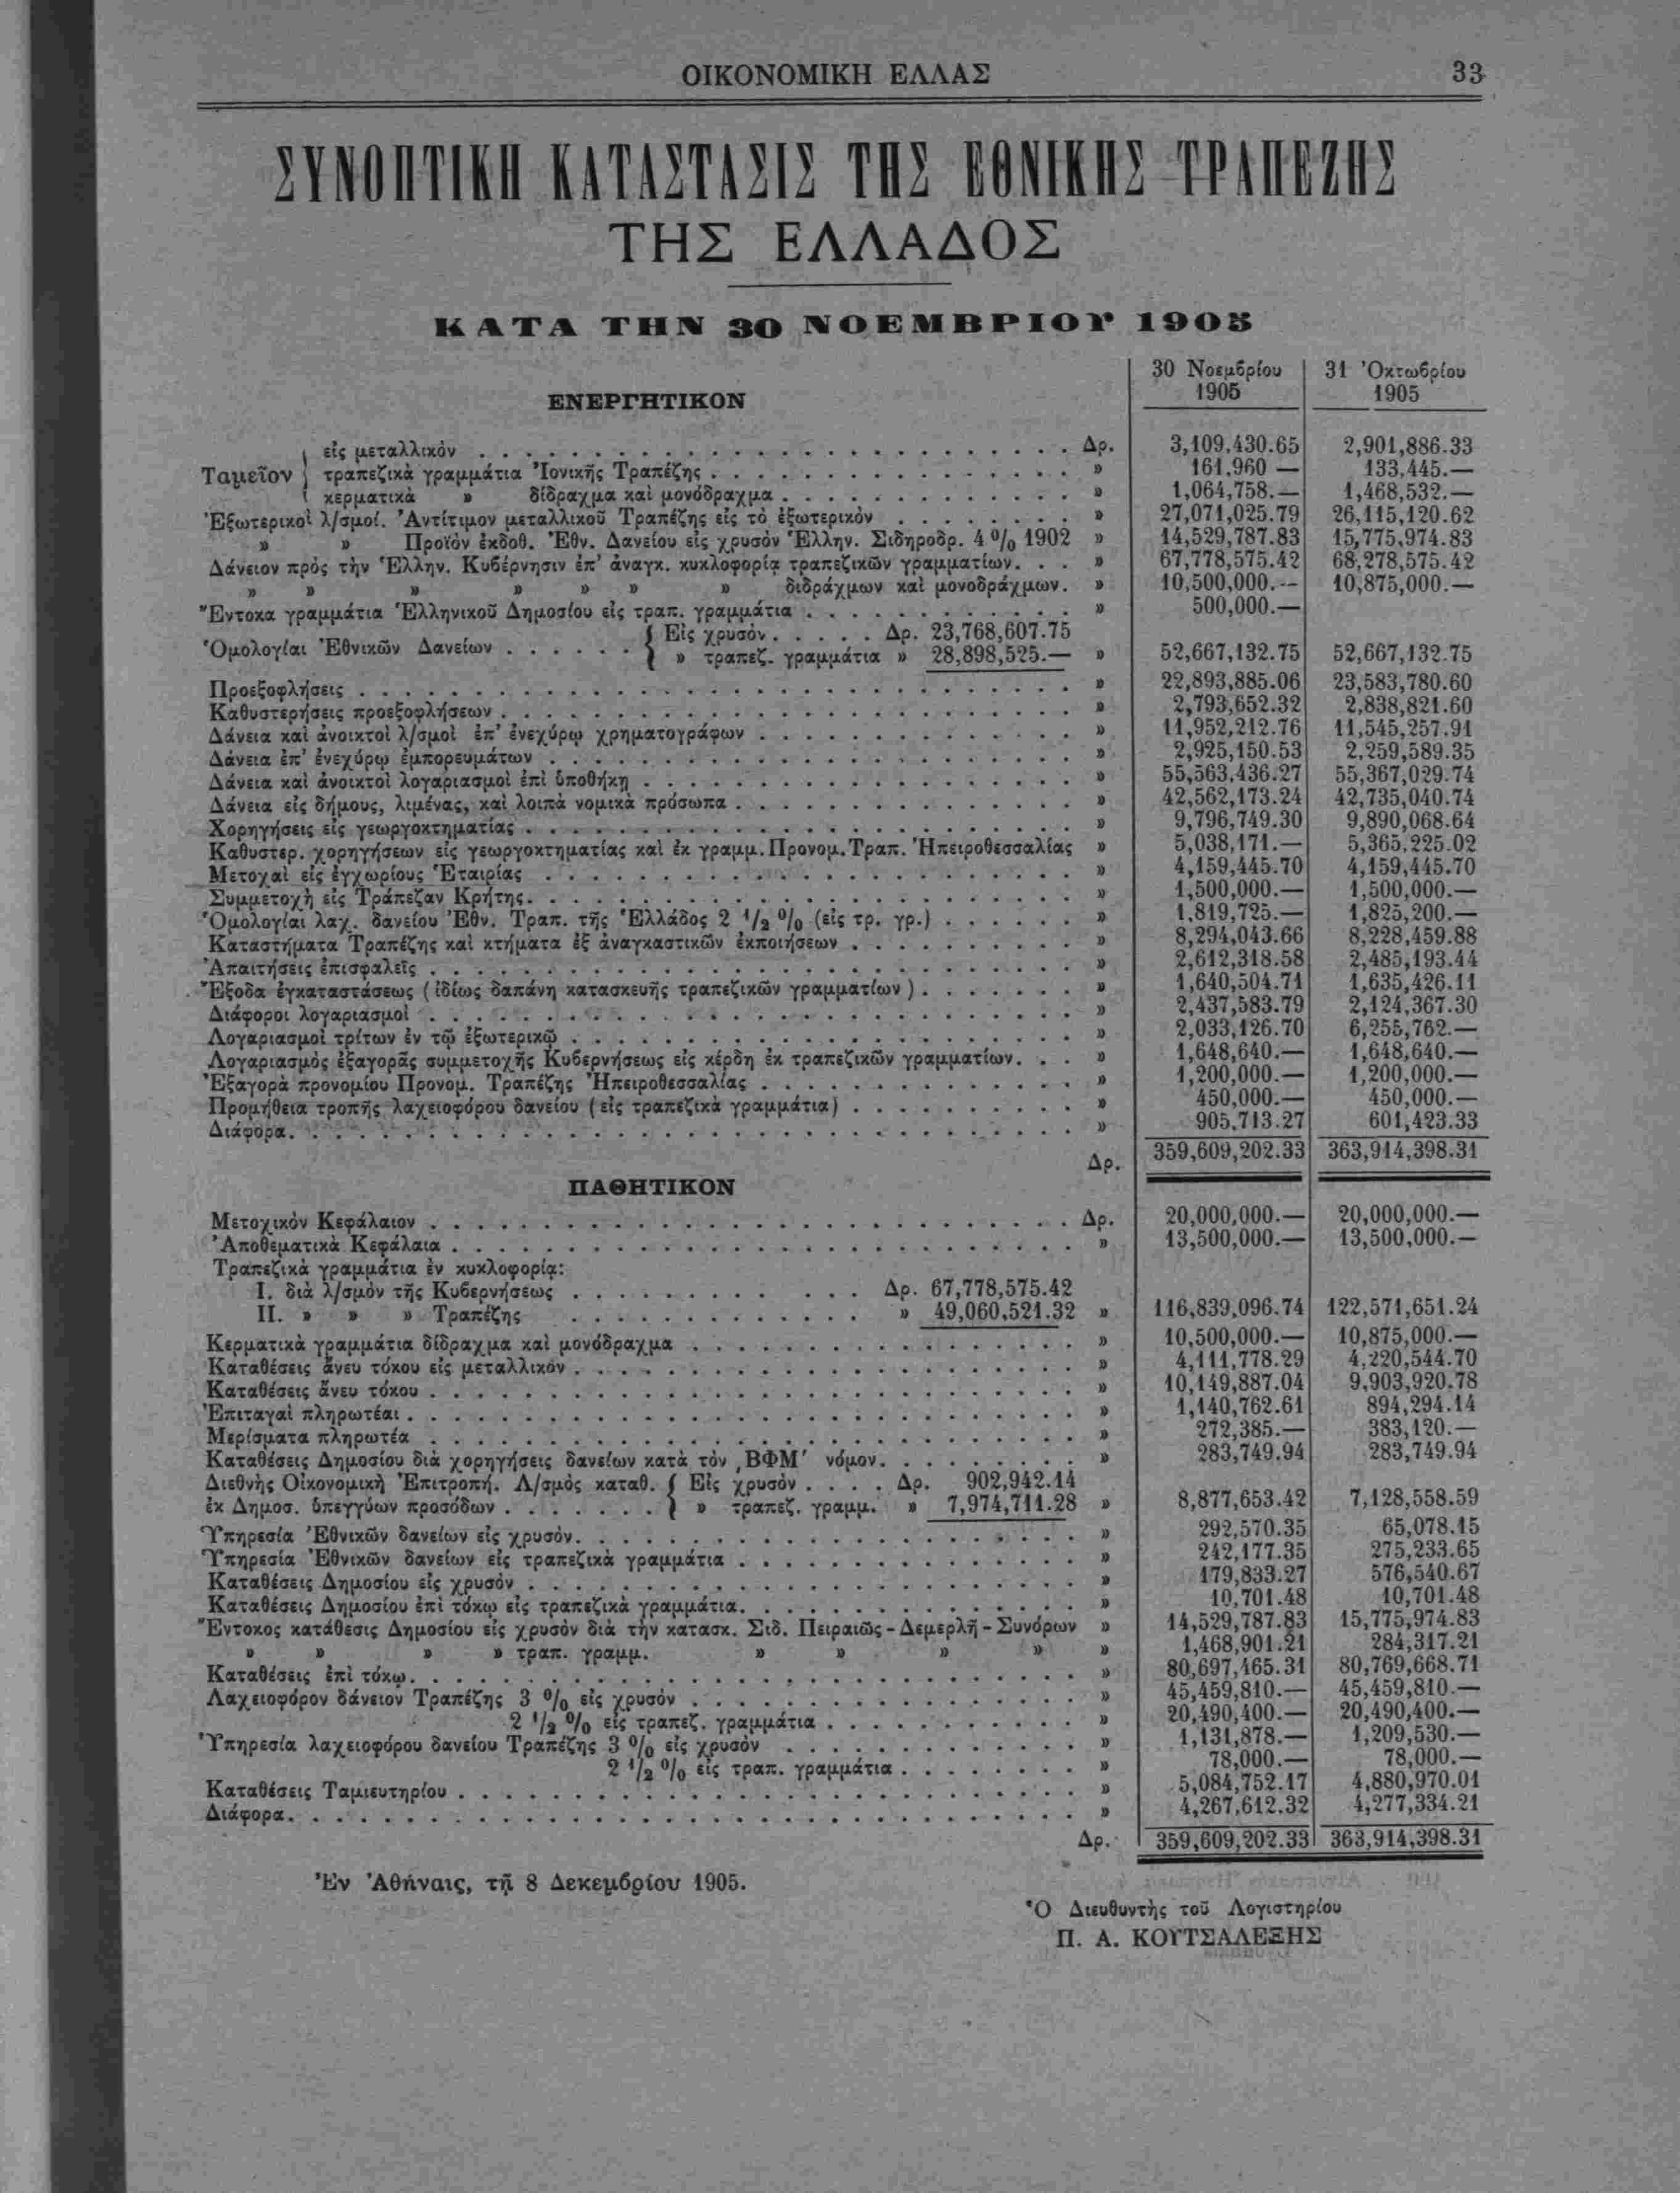 ΟΙΚΟΝΟΜΙΚΗ ΕΛΛΑΣ 33
ΣΥΝΟΠΤΙΚΗ ΚΑΤΑΣΤΑΣΙΣ ΤΗΣ ΕΘΝΙΚΗΣ ΤΡΑΠΕΖΗΣ
ΤΗΣ ΕΛΛΑΔΟΣ
ΚΑΤΑ ΤΗΝ 30 ΝΟΕΜΒΡΙΟΥ 1905
30 Νοεμβρίου 31 Ὀκτωβρίου
1905 1905
ΕΝΕΡΓΗΤΙΚΟΝ
εἰς μεταλλικὸν . . . Δρ. 3,109.430.65 2,901,886.33
Ταμεῖον τραπεζικὰ γραμμάτια Ἰονικῆς Τραπέζης . . . » 161.960 — 133.445.—
κερματικὰ » δίδραχμα καὶ μονόδραχμα . . . » 1,064,758.— 1,468,532.—
Ἐξωτερικοὶ λ/σμοί. Ἀντίτιμον μεταλλικοῦ Τραπέζης εἰς τὸ ἐξωτερικὸν . . . » 27,071,025.79 26,115,120.62
» » Προϊὸν ἐκδοθ. Ἐθν. Δανείου εἰς χρυσὸν Ἑλλην. Σιδηροδρ. 4 % 1902 » 14,529,787.83 15,775,974.83
Δάνειον πρὸς τὴν Ἑλλην. Κυβέρνησιν ἐπ' ἀναγκ. κυκλοφορίᾳ τραπεζικῶν γραμματίων. . . » 67,778,575.42 68,278,575.42
» » » » » » » διδράχμων καὶ μονοδράχμων. » 10,500,000.— 10,875,000.—
Ἔντοκα γραμμάτια Ἑλληνικοῦ Δημοσίου εἰς τραπ. γραμμάτια . . . » 500,000.—
Εἰς χρυσόν . . . Δρ. 23,768,607.75
Ὁμολογίαι Ἐθνικῶν Δανείων . . . » τραπεζ. γραμμάτια » 28,898,525.— » 52,667,132.75 52,667,132.75
Προεξοφλήσεις . . . » 22,893,885.06 23,583,780.60
Καθυστερήσεις προεξοφλήσεων . . . » 2,793,652.32 2,838,821.60
Δάνεια καὶ ἀνοικτοὶ λ/σμοὶ ἐπ' ἐνεχύρῳ χρηματογράφων . . . » 11,952,212.76 11,545,257.91
Δάνεια ἐπ' ἐνεχύρῳ ἐμπορευμάτων . . . » 2,925,150.53 2,259,589.35
Δάνεια καὶ ἀνοικτοὶ λογαριασμοὶ ἐπὶ ὑποθήκῃ . . . » 55,563,436.27 55,367,029.74
Δάνεια εἰς δήμους, λιμένας, καὶ λοιπὰ νομικὰ πρόσωπα . . . » 42,562,173.24 42,735,040.74
Χορηγήσεις εἰς γεωργοκτηματίας . . . » 9,796,749.30 9,890,068.64
Καθυστερ. χορηγήσεων εἰς γεωργοκτηματίας καὶ ἐκ γραμμ. Προνομ. Τραπ. Ἠπειροθεσσαλίας » 5,038,171.— 5,365,225.02
Μετοχαὶ εἰς ἐγχωρίους Ἑταιρίας . . . » 4,159,445.70 4,159,445.70
Συμμετοχὴ εἰς Τράπεζαν Κρήτης. . . . » 1,500,000.— 1,500,000.—
Ὁμολογίαι λαχ. δανείου Ἐθν. Τραπ. τῆς Ἑλλάδος 2 1/2 % (εἰς τρ. γρ.) . . . » 1,819,725.— 1,825,200.—
Καταστήματα Τραπέζης καὶ κτήματα ἐξ ἀναγκαστικῶν ἐκποιήσεων . . . » 8,294,043.66 8,228,459.88
Ἀπαιτήσεις ἐπισφαλεῖς . . . » 2,612,318.58 2,485,193.44
Ἔξοδα ἐγκαταστάσεως ( ἰδίως δαπάνη κατασκευῆς τραπεζικῶν γραμματίων ) . . . » 1,640,504.71 1,635,426.11
Διάφοροι λογαριασμοὶ . . . » 2,437,583.79 2,124,367.30
Λογαριασμοὶ τρίτων ἐν τῷ ἐξωτερικῷ . . . » 2,033,126.70 6,255,762.—
Λογαριασμὸς ἐξαγορᾶς συμμετοχῆς Κυβερνήσεως εἰς κέρδη ἐκ τραπεζικῶν γραμματίων. . . » 1,648,640.— 1,648,640.—
Ἐξαγορὰ προνομίου Προνομ. Τραπέζης Ἠπειροθεσσαλίας . . . » 1,200,000.— 1,200,000.—
Προμήθεια τροπῆς λαχειοφόρου δανείου ( εἰς τραπεζικὰ γραμμάτια) . . . » 450,000.— 450,000.—
Διάφορα. . . . » 905,713.27 601,423.33
Δρ. 359,609,202.33 363,914,398.31
ΠΑΘΗΤΙΚΟΝ
Μετοχικὸν Κεφάλαιον . . . Δρ. 20,000,000.— 20,000,000.—
Ἀποθεματικὰ Κεφάλαια . . . » 13,500,000.— 13,500,000.—
Τραπεζικὰ γραμμάτια ἐν κυκλοφορίᾳ:
I. διὰ λ/σμὸν τῆς Κυβερνήσεως . . . Δρ. 67,778,575.42
II. » » » Τραπέζης . . . » 49,060,521.32 » 116,839,096.74 122,571,651.24
Κερματικὰ γραμμάτια δίδραχμα καὶ μονόδραχμα . . . » 10,500,000.— 10,875,000.—
Καταθέσεις ἄνευ τόκου εἰς μεταλλικόν . . . » 4,111,778.29 4,220,544.70
Καταθέσεις ἄνευ τόκου . . . » 10,149,887.04 9,903,920.78
Ἐπιταγαὶ πληρωτέαι . . . » 1,140,762.61 894,294.14
Μερίσματα πληρωτέα . . . » 272,385.— 383,120.—
Καταθέσεις Δημοσίου διὰ χορηγήσεις δανείων κατὰ τὸν ,ΒΦΜ' νόμον. . . . » 283,749.94 283,749.94
Διεθνὴς Οἰκονομικὴ Ἐπιτροπή. Λ/σμὸς καταθ. Εἰς χρυσὸν . . . Δρ. 902,942.14
ἐκ Δημοσ. ὑπεγγύων προσόδων . . . » τραπεζ. γραμμ. » 7,974,711.28 » 8,877,653.42 7,128,558.59
Ὑπηρεσία Ἐθνικῶν δανείων εἰς χρυσὸν. . . . » 292,570.35 65,078.15
Ὑπηρεσία Ἐθνικῶν δανείων εἰς τραπεζικὰ γραμμάτια . . . » 242,177.35 275,233.65
Καταθέσεις Δημοσίου εἰς χρυσόν . . . » 179,833.27 576,540.67
Καταθέσεις Δημοσίου ἐπὶ τόκῳ εἰς τραπεζικὰ γραμμάτια. . . . » 10,701.48 10,701.48
Ἔντοκος κατάθεσις Δημοσίου εἰς χρυσὸν διὰ τὴν κατασκ. Σιδ. Πειραιῶς - Δεμερλῆ - Συνόρων » 14,529,787.83 15,775,974.83
» » » » τραπ. γραμμ. » » » » » 1,468,901.21 284,317.21
Καταθέσεις ἐπὶ τόκῳ. . . . » 80,697,165.31 80,769,668.71
Λαχειοφόρον δάνειον Τραπέζης 3 % εἰς χρυσόν . . . » 45,459,810.— 45,459,810.—
2 1/2 % εἰς τραπεζ. γραμμάτια . . . » 20,490,400.— 20,490,400.—
Ὑπηρεσία λαχειοφόρου δανείου Τραπέζης 3 % εἰς χρυσὸν . . . » 1,131,878.— 1,209,530.—
2 1/2 % εἰς τραπ. γραμμάτια . . . » 78,000.— 78,000.—
Καταθέσεις Ταμιευτηρίου . . . » 5,084,752.17 4,880,970.01
Διάφορα. . . . » 4,267,612.32 4,277,334.21
Δρ. 359,609,202.33 363,914,398.31
Ἐν Ἀθήναις, τῇ 8 Δεκεμβρίου 1905.
Ὁ Διευθυντὴς τοῦ Λογιστηρίου
Π. Α. ΚΟΥΤΣΑΛΕΞΗΣ